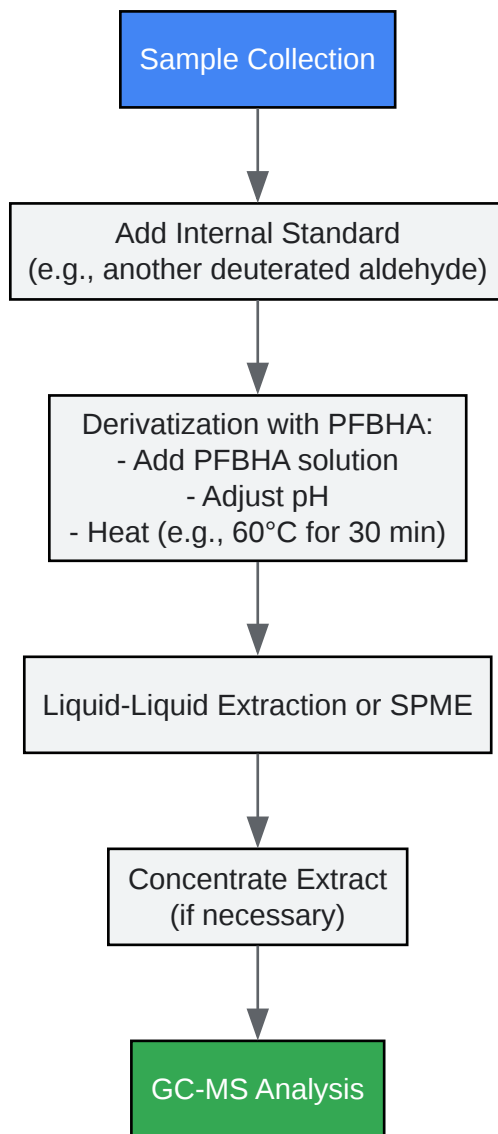 Sample Collection
Add Internal Standard
(e.g., another deuterated aldehyde)
Derivatization with PFBHA:
- Add PFBHA solution
- Adjust pH
- Heat (e.g., 60°C for 30 min)
Liquid-Liquid Extraction or SPME
Concentrate Extract
(if necessary)
GC-MS Analysis